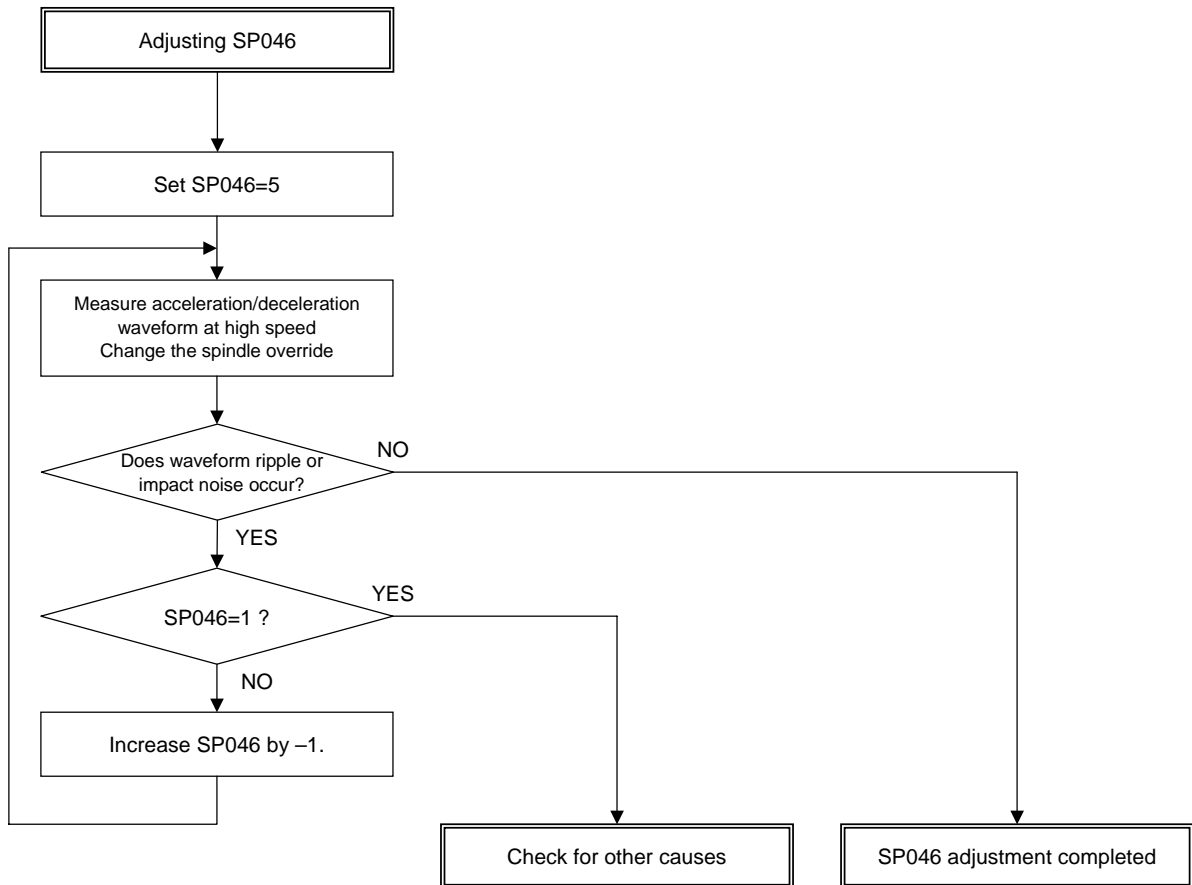 Adjusting SP046
Set SP046=5
Measure acceleration/deceleration
waveform at high speed
Change the spindle override
Does waveform ripple or
impact noise occur?
NO
YES
SP046=1 ?
YES
NO
Increase SP046 by –1.
Check for other causes
SP046 adjustment completed